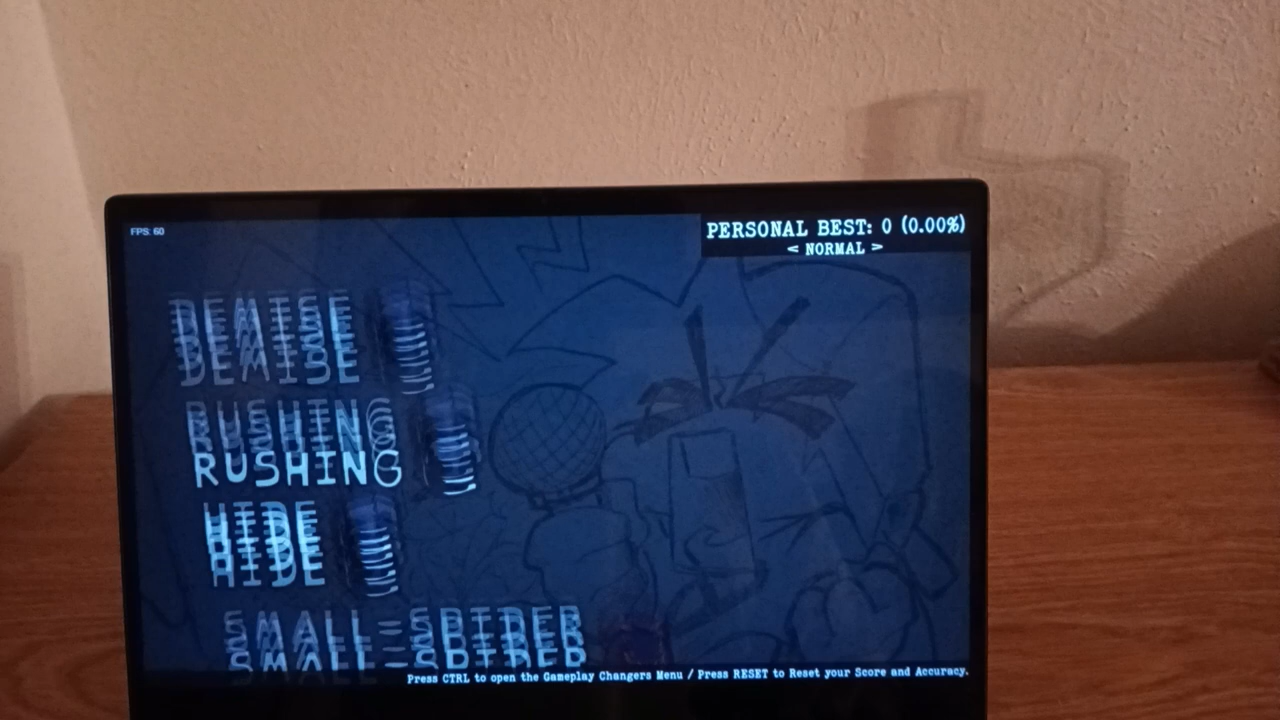 FPS: 60
PERSONAL BEST: 0 (0.00%)
< NORMAL >
DEMISE
RUSHING
HIDE
SMALL-SPIDER
Press CTRL to open the Gameplay Changers Menu / Press RESET to Reset your Score and Accuracy.